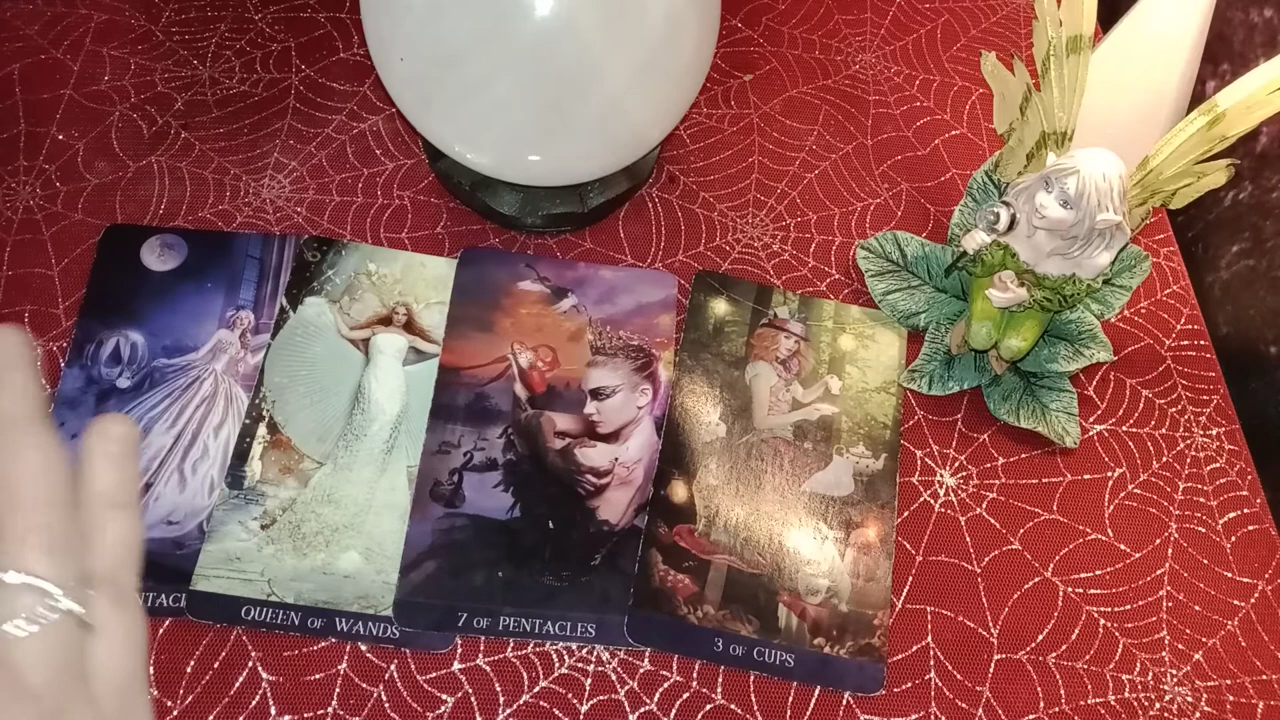 QUEEN OF WANDS
7 OF PENTACLES
3 OF CUPS